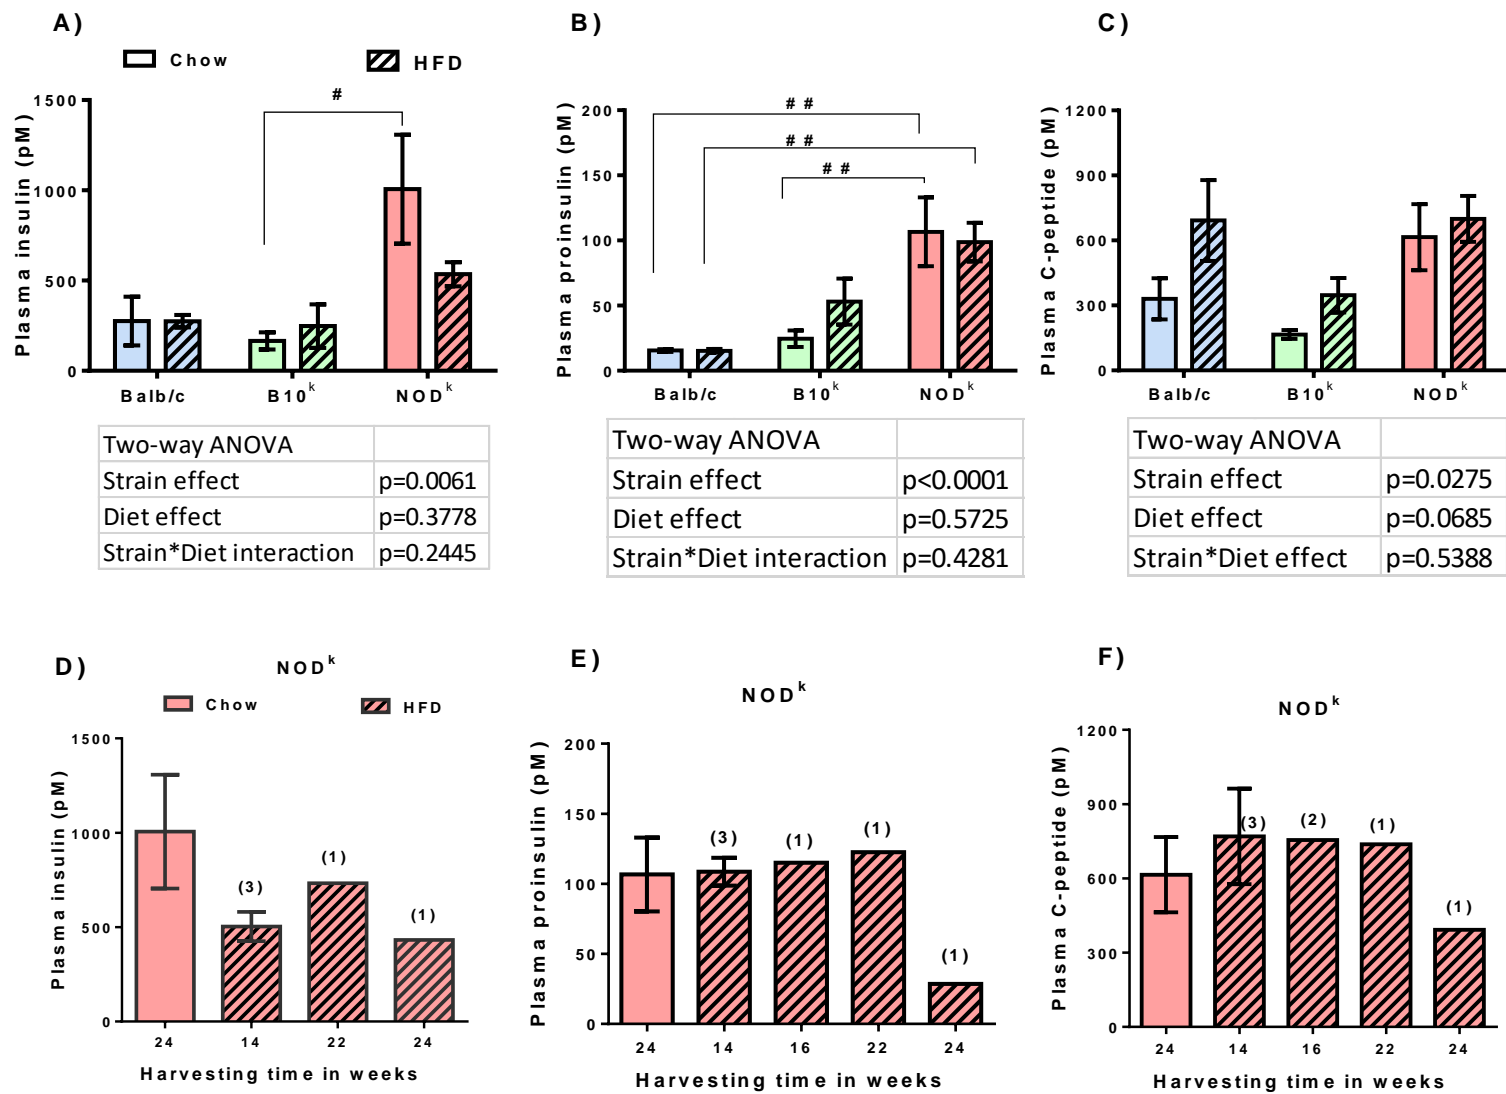 A)
Chow
HFD
#
Plasma insulin (pM)
1500
1000
500
0
Balb/c
B10k
NODk
Two-way ANOVA
Strain effect p=0.0061
Diet effect p=0.3778
Strain*Diet interaction p=0.2445
B)
##
##
##
Plasma proinsulin (pM)
200
150
100
50
0
Balb/c
B10k
NODk
Two-way ANOVA
Strain effect p<0.0001
Diet effect p=0.5725
Strain*Diet interaction p=0.4281
C)
Plasma C-peptide (pM)
1200
900
600
300
0
Balb/c
B10k
NODk
Two-way ANOVA
Strain effect p=0.0275
Diet effect p=0.0685
Strain*Diet effect p=0.5388
D)
NODk
Chow
HFD
Plasma insulin (pM)
1500
1000
500
0
(3)
(1)
(1)
24 14 22 24
Harvesting time in weeks
E)
NODk
Plasma proinsulin (pM)
200
150
100
50
0
(3)
(1)
(1)
(1)
24 14 16 22 24
Harvesting time in weeks
F)
NODk
Plasma C-peptide (pM)
1200
900
600
300
0
(3)
(2)
(1)
(1)
24 14 16 22 24
Harvesting time in weeks